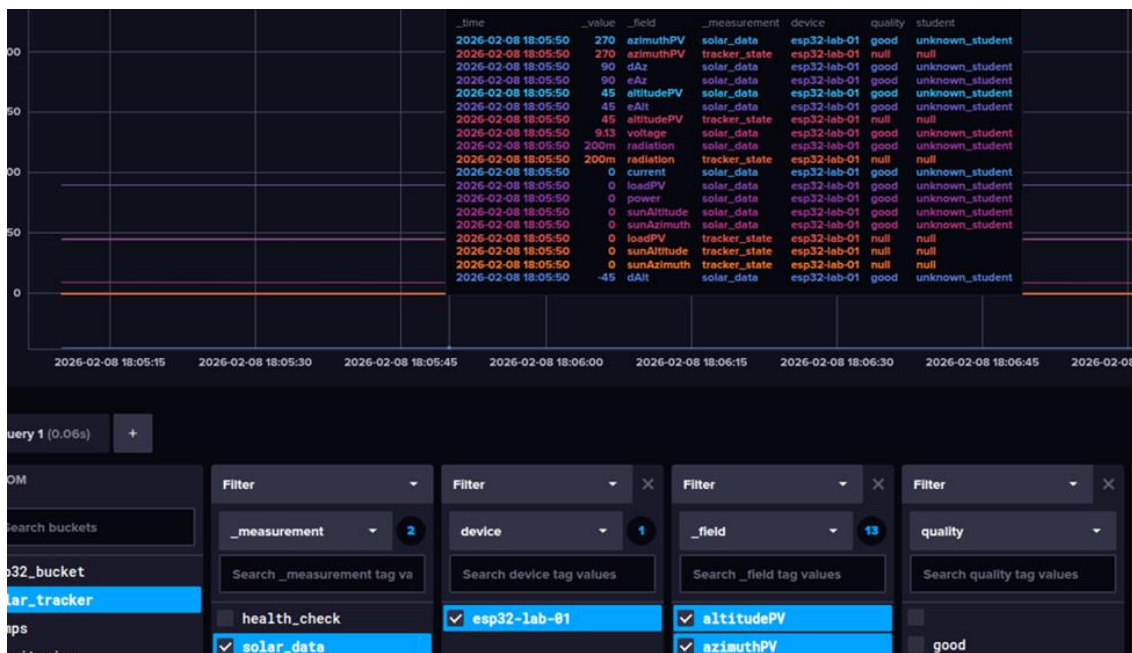 _time _value _field _measurement device quality student
2026-02-08 18:05:50 270 azimuthPV solar_data esp32-lab-01 good unknown_student
2026-02-08 18:05:50 270 azimuthPV tracker_state esp32-lab-01 null null
2026-02-08 18:05:50 90 dAz solar_data esp32-lab-01 good unknown_student
2026-02-08 18:05:50 90 eAz solar_data esp32-lab-01 good unknown_student
2026-02-08 18:05:50 45 altitudePV solar_data esp32-lab-01 good unknown_student
2026-02-08 18:05:50 45 eAlt solar_data esp32-lab-01 good unknown_student
2026-02-08 18:05:50 45 altitudePV tracker_state esp32-lab-01 null null
2026-02-08 18:05:50 9.13 voltage solar_data esp32-lab-01 good unknown_student
2026-02-08 18:05:50 200m radiation solar_data esp32-lab-01 good unknown_student
2026-02-08 18:05:50 200m radiation tracker_state esp32-lab-01 null null
2026-02-08 18:05:50 0 current solar_data esp32-lab-01 good unknown_student
2026-02-08 18:05:50 0 loadPV solar_data esp32-lab-01 good unknown_student
2026-02-08 18:05:50 0 power solar_data esp32-lab-01 good unknown_student
2026-02-08 18:05:50 0 sunAltitude solar_data esp32-lab-01 good unknown_student
2026-02-08 18:05:50 0 sunAzimuth solar_data esp32-lab-01 good unknown_student
2026-02-08 18:05:50 0 loadPV tracker_state esp32-lab-01 null null
2026-02-08 18:05:50 0 sunAltitude tracker_state esp32-lab-01 null null
2026-02-08 18:05:50 0 sunAzimuth tracker_state esp32-lab-01 null null
2026-02-08 18:05:50 -45 dAlt solar_data esp32-lab-01 good unknown_student
00
50
00
50
0
2026-02-08 18:05:15 2026-02-08 18:05:30 2026-02-08 18:05:45 2026-02-08 18:06:00 2026-02-08 18:06:15 2026-02-08 18:06:30 2026-02-08 18:06:45 2026-02-08
uery 1 (0.06s) +
OM Filter Filter Filter Filter
Search buckets _measurement 2 device 1 _field 13 quality
Search _measurement tag va Search device tag values Search _field tag values Search quality tag values
p32_bucket
lar_tracker health_check esp32-lab-01 altitudePV
mps solar_data azimuthPV good